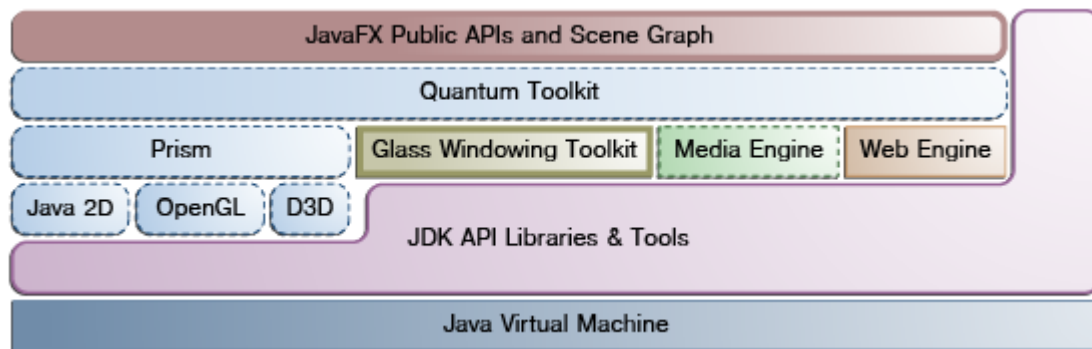 JavaFX Public APIs and Scene Graph
Quantum Toolkit
Prism
Glass Windowing Toolkit
Media Engine
Web Engine
Java 2D
OpenGL
D3D
JDK API Libraries & Tools
Java Virtual Machine